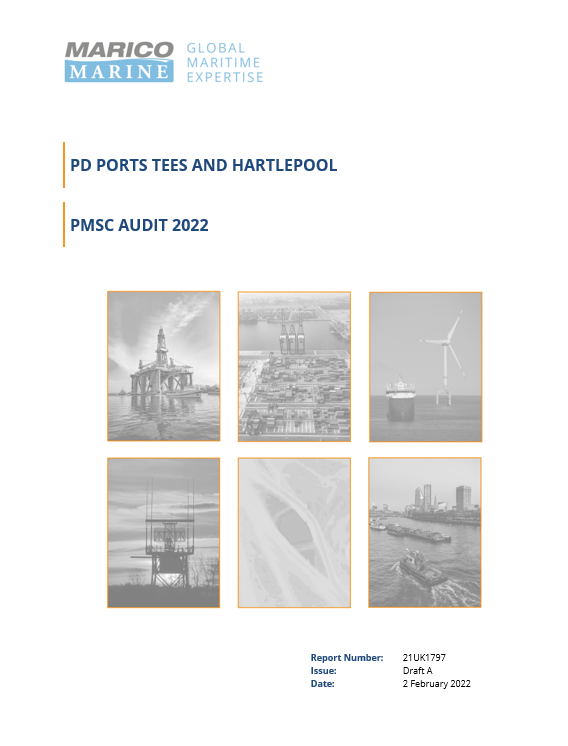 MARICO
MARINE
GLOBAL
MARITIME
EXPERTISE
PD PORTS TEES AND HARTLEPOOL
PMSC AUDIT 2022
Report Number: 21UK1797
Issue: Draft A
Date: 2 February 2022